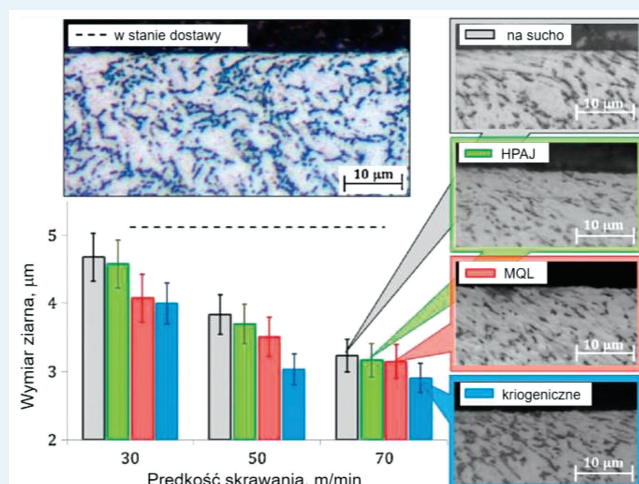 w stanie dostawy
10 µm
na sucho
10 µm
HPAJ
10 µm
MQL
10 µm
kriogeniczne
10 µm
Wymiar ziarna, µm
5
4
3
2
30
50
70
Prędkość skrawania, m/min